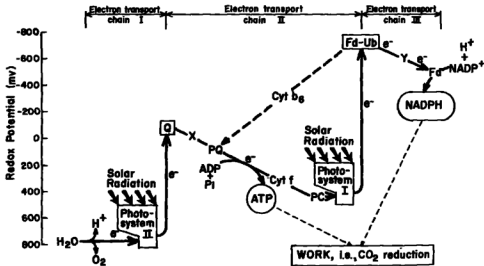 Electron transport chain I
Electron transport chain II
Electron transport chain III
Redox Potential (mv)
-800
-600
-400
-200
0
200
400
600
800
Fd-Ub
e⁻
Y
e⁻
Fd
H⁺
+
NADP⁺
NADPH
Cyt b₆
e⁻
Q
X
PQ
e⁻
ADP
+
Pi
Cyt f
ATP
PC
Solar
Radiation
Photo-
system
I
Solar
Radiation
Photo-
system
II
e⁻
e⁻
H₂O
H⁺
O₂
WORK, i.e., CO₂ reduction